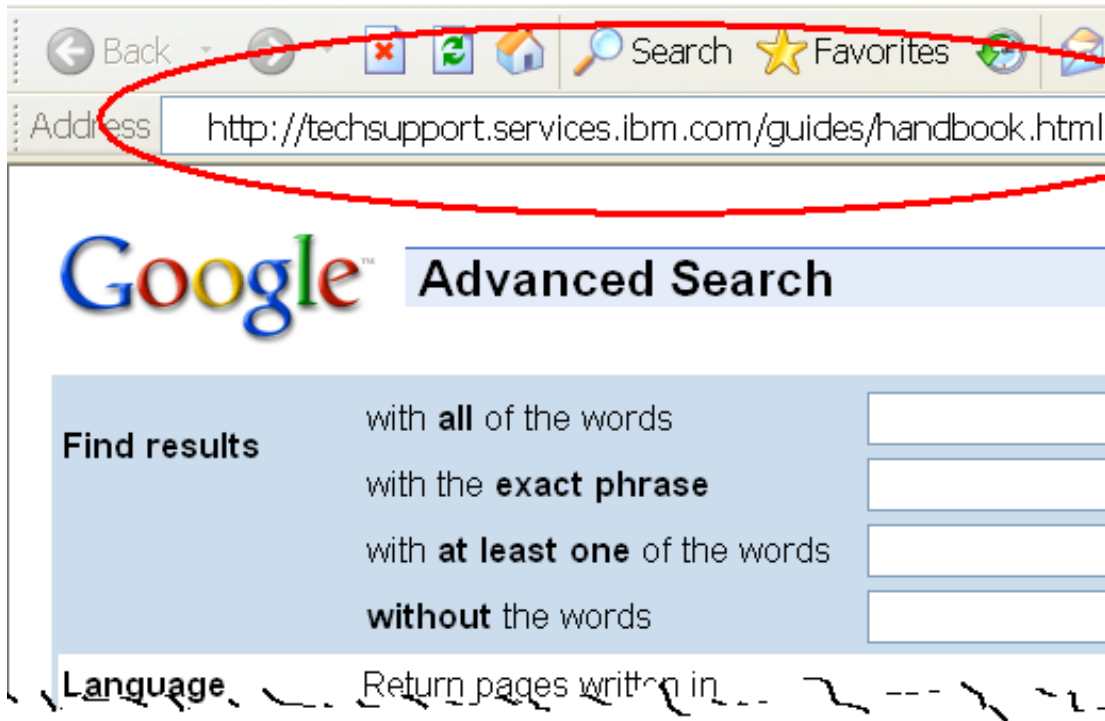 Back Search Favorites
Address http://techsupport.services.ibm.com/guides/handbook.html
Google™ Advanced Search
Find results
with all of the words
with the exact phrase
with at least one of the words
without the words
Language Return pages written in